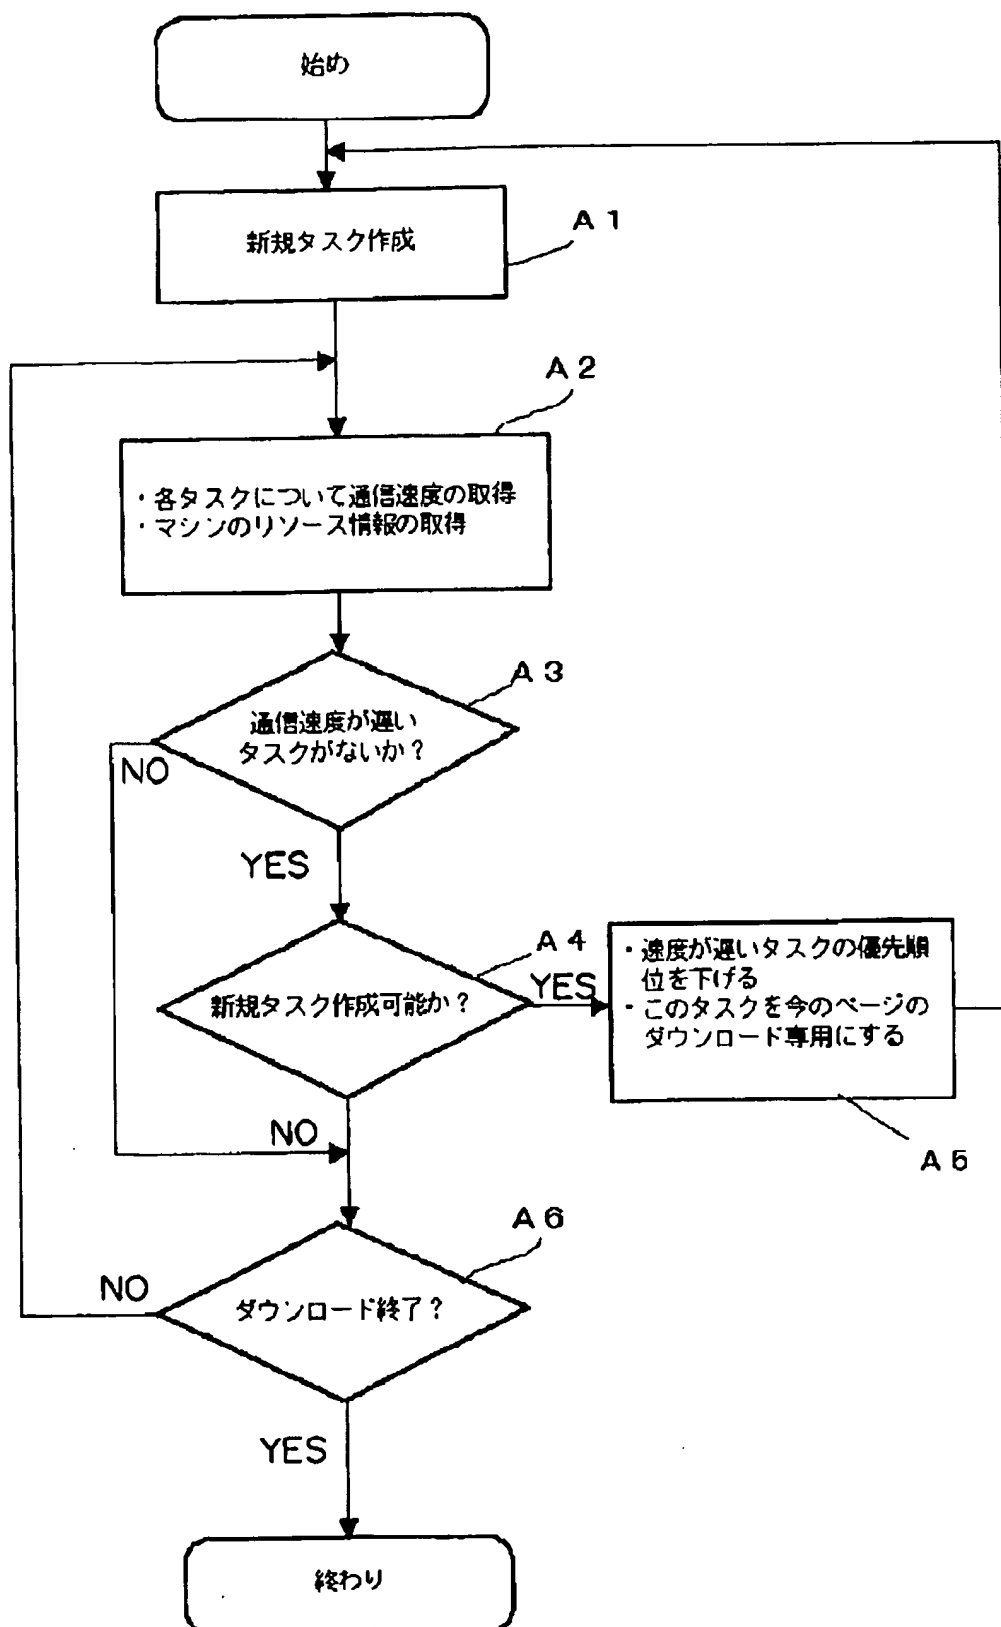 始め
新規タスク作成
A1
A2
・各タスクについて通信速度の取得
・マシンのリソース情報の取得
A3
通信速度が遅い
タスクがないか?
NO
YES
A4
新規タスク作成可能か?
YES
・速度が遅いタスクの優先順
位を下げる
・このタスクを今のページの
ダウンロード専用にする
A5
NO
A6
ダウンロード終了?
NO
YES
終わり